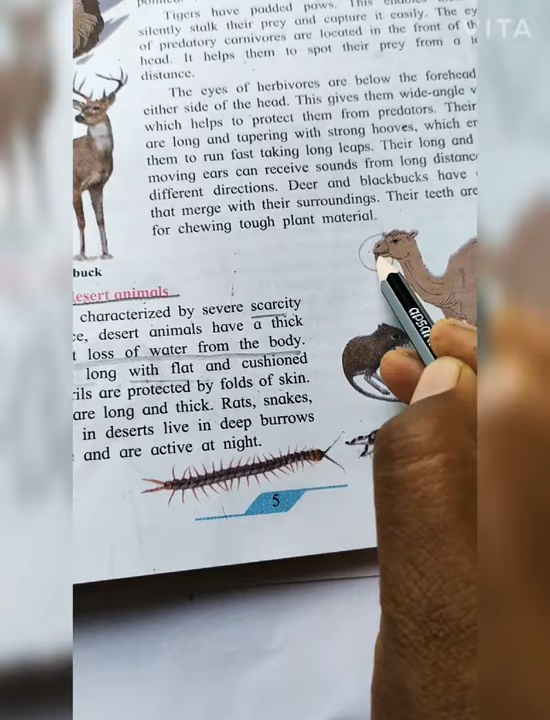 Tigers have padded paws. This
silently stalk their prey and capture it easily. The
of predatory carnivores are located in the front of
head. It helps them to spot their prey from a
distance.
The eyes of herbivores are below the forehead
either side of the head. This gives them wide-angle
which helps to protect them from predators. Their
are long and tapering with strong hooves, which
them to run fast taking long leaps. Their long and
moving ears can receive sounds from long distanc
different directions. Deer and blackbucks have
that merge with their surroundings. Their teeth are
for chewing tough plant material.
buck
esert animals
characterized by severe scarcity
ce, desert animals have a thick
t loss of water from the body.
long with flat and cushioned
rils are protected by folds of skin.
are long and thick. Rats, snakes,
in deserts live in deep burrows
and are active at night.
5
VITA
apsara